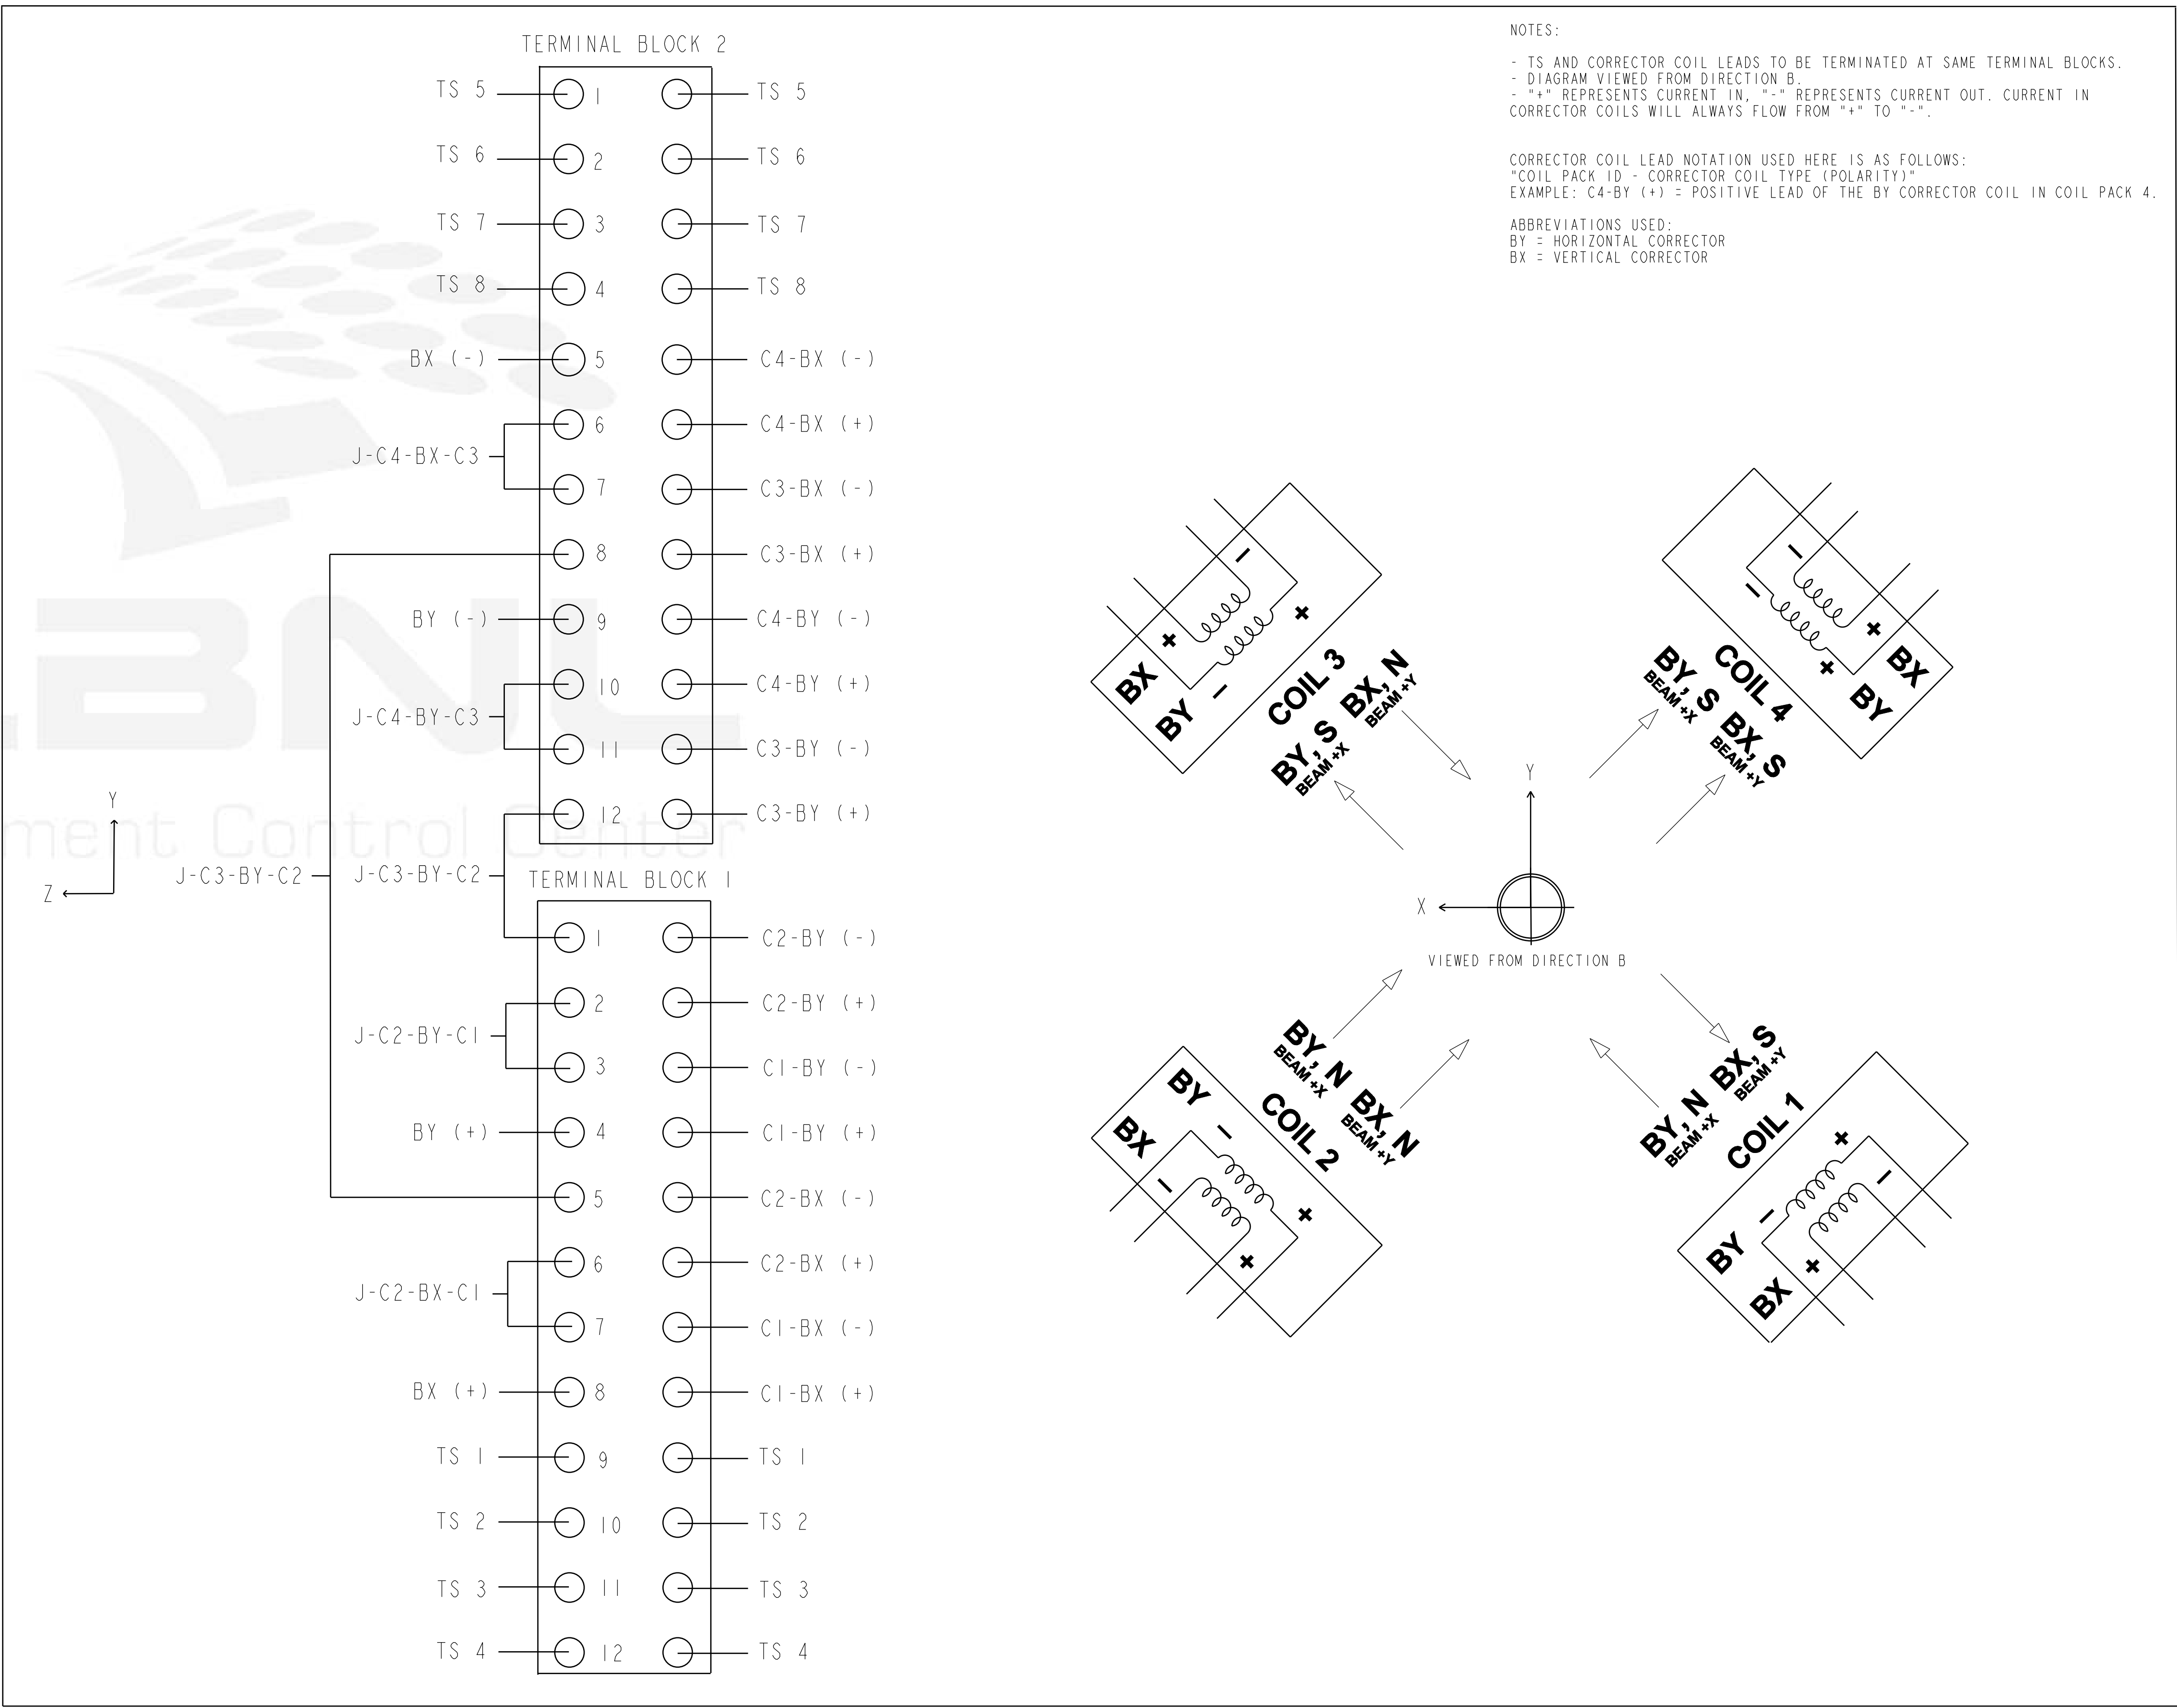 NOTES:
- TS AND CORRECTOR COIL LEADS TO BE TERMINATED AT SAME TERMINAL BLOCKS.
- DIAGRAM VIEWED FROM DIRECTION B.
- "+" REPRESENTS CURRENT IN, "-" REPRESENTS CURRENT OUT. CURRENT IN
CORRECTOR COILS WILL ALWAYS FLOW FROM "+" TO "-".
CORRECTOR COIL LEAD NOTATION USED HERE IS AS FOLLOWS:
"COIL PACK ID - CORRECTOR COIL TYPE (POLARITY)"
EXAMPLE: C4-BY (+) = POSITIVE LEAD OF THE BY CORRECTOR COIL IN COIL PACK 4.
ABBREVIATIONS USED:
BY = HORIZONTAL CORRECTOR
BX = VERTICAL CORRECTOR
TERMINAL BLOCK 2
TS 5 1 TS 5
TS 6 2 TS 6
TS 7 3 TS 7
TS 8 4 TS 8
BX (-) 5 C4-BX (-)
6 C4-BX (+)
J-C4-BX-C3
7 C3-BX (-)
8 C3-BX (+)
BY (-) 9 C4-BY (-)
10 C4-BY (+)
J-C4-BY-C3
11 C3-BY (-)
12 C3-BY (+)
J-C3-BY-C2 J-C3-BY-C2
TERMINAL BLOCK 1
1 C2-BY (-)
2 C2-BY (+)
J-C2-BY-C1
3 C1-BY (-)
BY (+) 4 C1-BY (+)
5 C2-BX (-)
6 C2-BX (+)
J-C2-BX-C1
7 C1-BX (-)
BX (+) 8 C1-BX (+)
TS 1 9 TS 1
TS 2 10 TS 2
TS 3 11 TS 3
TS 4 12 TS 4
Y
Z
LBNL
ment Control Center
BX +
-
BY -
+
COIL 3
BY, S BX, N
BEAM +X BEAM +Y
-
-
+ BX
+ BY
COIL 4
BY, S BX, S
BEAM +X BEAM +Y
Y
X
VIEWED FROM DIRECTION B
BY, N BX, N
BEAM +X BEAM +Y
COIL 2
BY -
+
BX -
+
BY, N BX, S
BEAM +X BEAM +Y
COIL 1
BY -
+
BX +
-